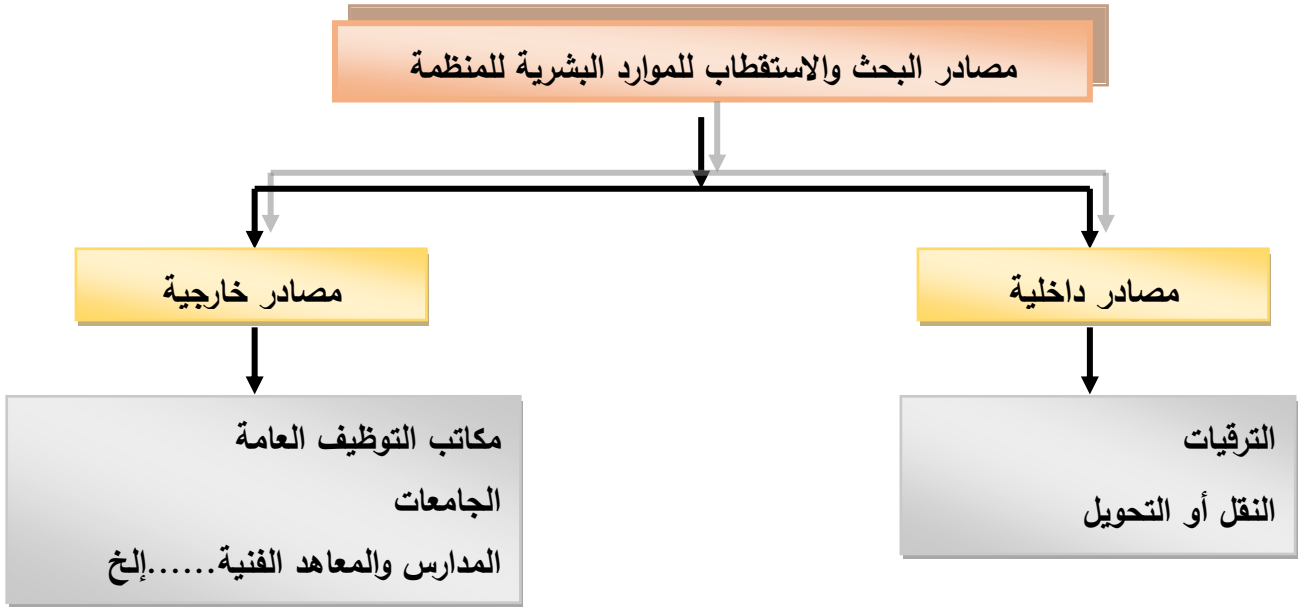 مصادر البحث والاستقطاب للموارد البشرية للمنظمة
مصادر داخلية
الترقيات
النقل أو التحويل
مصادر خارجية
مكاتب التوظيف العامة
الجامعات
المدارس والمعاهد الفنية......إلخ